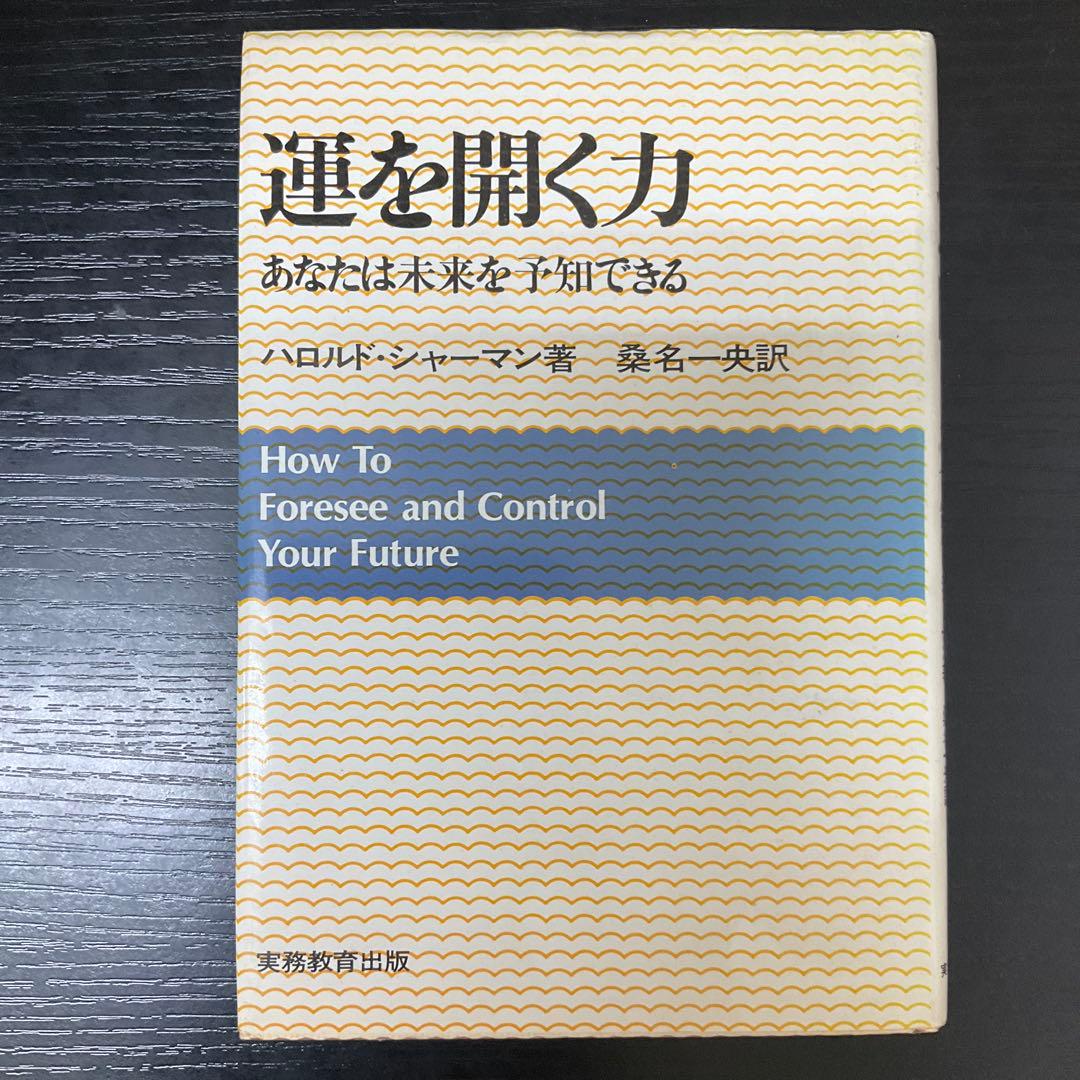 運を開く力
あなたは未来を予知できる
ハロルド・シャーマン著 桑名一央訳
How To
Foresee and Control
Your Future
実務教育出版